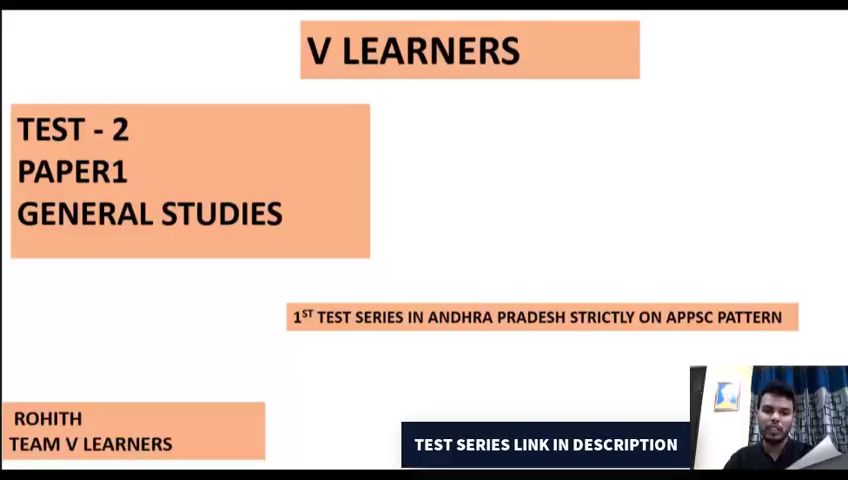 V LEARNERS
TEST - 2
PAPER1
GENERAL STUDIES
1ST TEST SERIES IN ANDHRA PRADESH STRICTLY ON APPSC PATTERN
ROHITH
TEAM V LEARNERS
TEST SERIES LINK IN DESCRIPTION